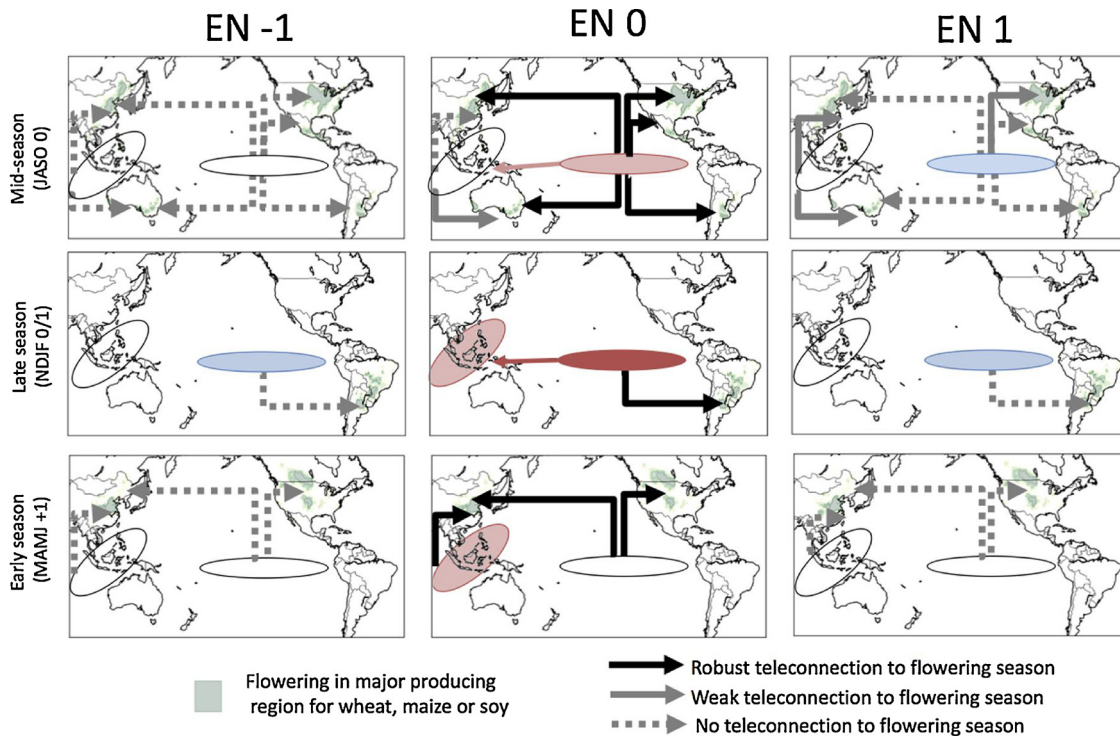 EN -1
EN 0
EN 1
Mid-season
(JASO 0)
Late season
(NDJF 0/1)
Early season
(MAMJ +1)
Flowering in major producing
region for wheat, maize or soy
Robust teleconnection to flowering season
Weak teleconnection to flowering season
No teleconnection to flowering season